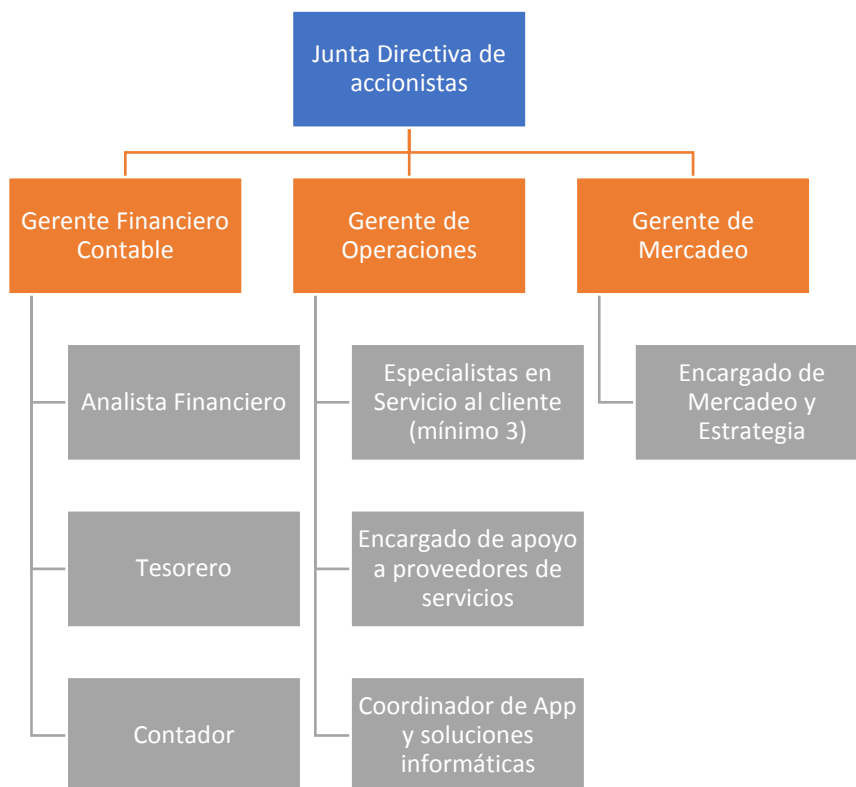 Junta Directiva de
accionistas
Gerente Financiero
Contable
Gerente de
Operaciones
Gerente de
Mercadeo
Analista Financiero
Especialistas en
Servicio al cliente
(mínimo 3)
Encargado de
Mercadeo y
Estrategia
Tesorero
Encargado de apoyo
a proveedores de
servicios
Contador
Coordinador de App
y soluciones
informáticas